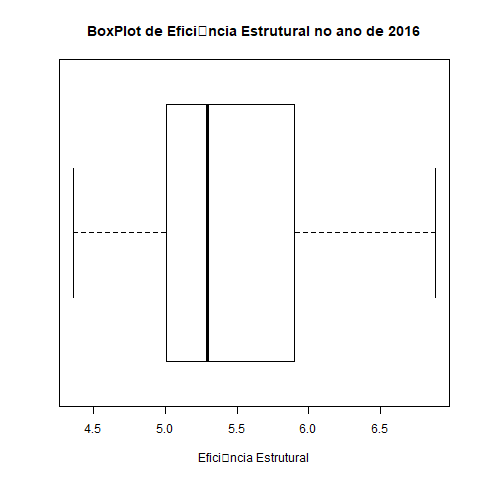 BoxPlot de Efici□ncia Estrutural no ano de 2016
4.5 5.0 5.5 6.0 6.5
Efici□ncia Estrutural